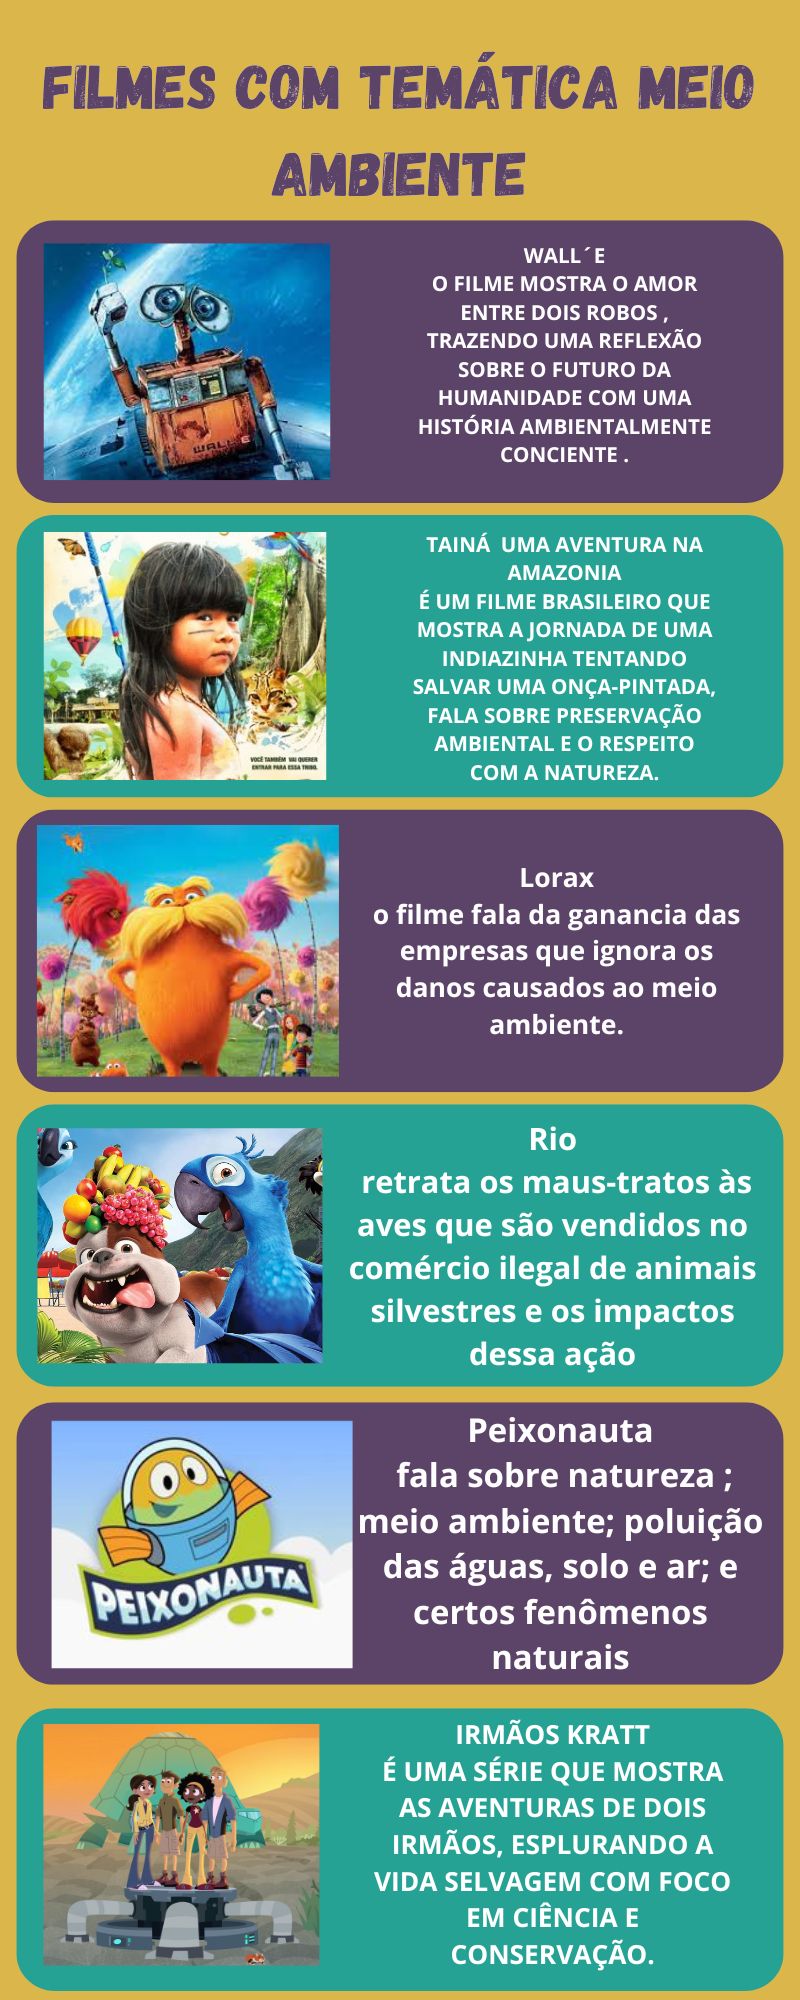 FILMES COM TEMÁTICA MEIO
AMBIENTE
WALL´E
O FILME MOSTRA O AMOR
ENTRE DOIS ROBOS ,
TRAZENDO UMA REFLEXÃO
SOBRE O FUTURO DA
HUMANIDADE COM UMA
HISTÓRIA AMBIENTALMENTE
CONCIENTE .
WALL·E
TAINÁ UMA AVENTURA NA
AMAZONIA
É UM FILME BRASILEIRO QUE
MOSTRA A JORNADA DE UMA
INDIAZINHA TENTANDO
SALVAR UMA ONÇA-PINTADA,
FALA SOBRE PRESERVAÇÃO
AMBIENTAL E O RESPEITO
COM A NATUREZA.
VOCÊ TAMBÉM VAI QUERER
ENTRAR PARA ESSA TRIBO.
Lorax
o filme fala da ganancia das
empresas que ignora os
danos causados ao meio
ambiente.
Rio
retrata os maus-tratos às
aves que são vendidos no
comércio ilegal de animais
silvestres e os impactos
dessa ação
Peixonauta
fala sobre natureza ;
meio ambiente; poluição
das águas, solo e ar; e
certos fenômenos
naturais
PEIXONAUTA
IRMÃOS KRATT
É UMA SÉRIE QUE MOSTRA
AS AVENTURAS DE DOIS
IRMÃOS, ESPLURANDO A
VIDA SELVAGEM COM FOCO
EM CIÊNCIA E
CONSERVAÇÃO.